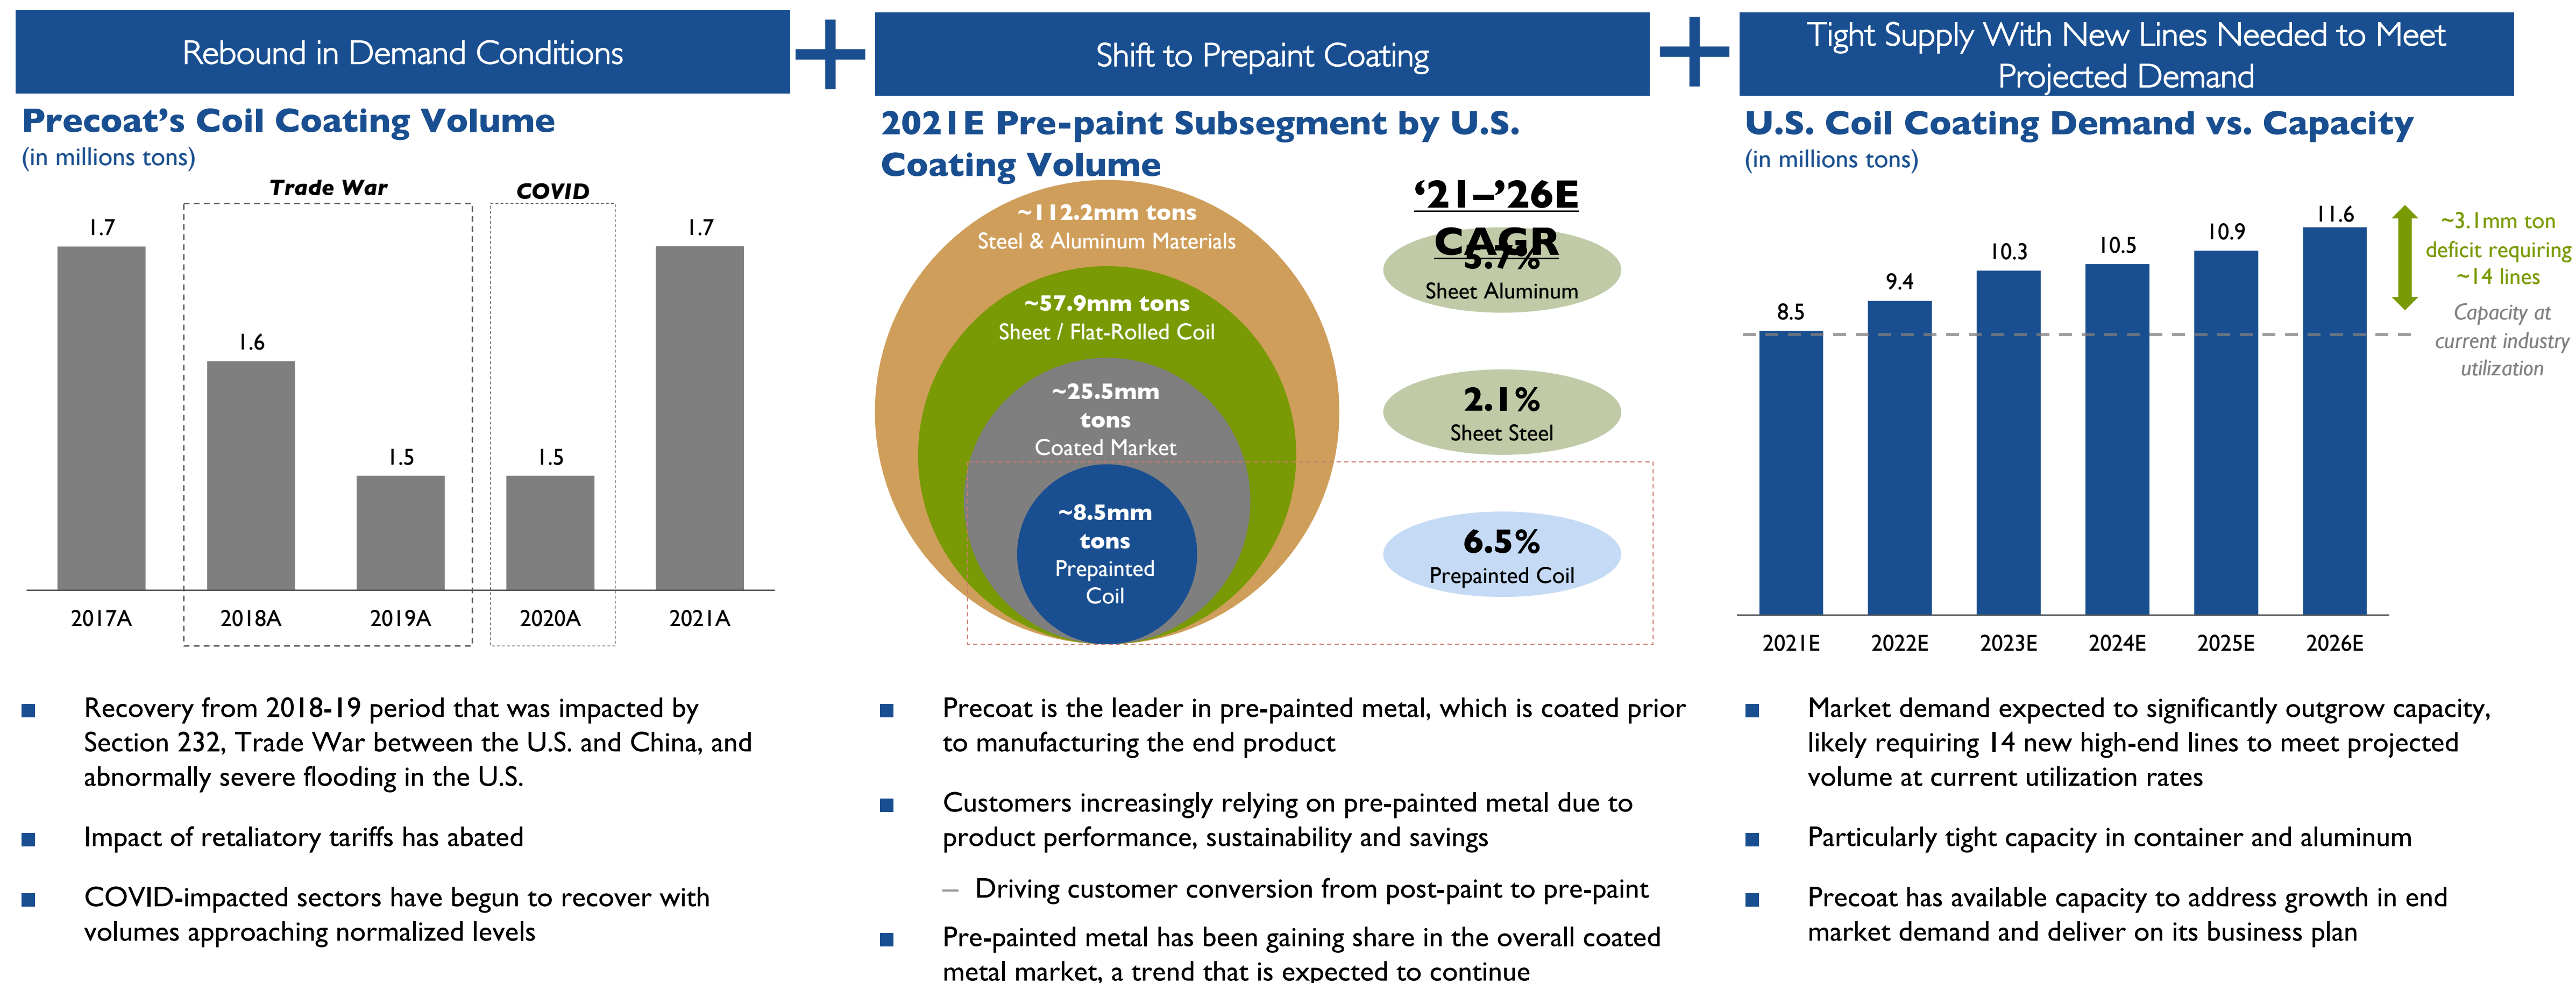 Rebound in Demand Conditions
Precoat’s Coil Coating Volume
(in millions tons)
Trade War
COVID
1.7
1.6
1.5
1.5
1.7
2017A
2018A
2019A
2020A
2021A
Recovery from 2018-19 period that was impacted by
Section 232, Trade War between the U.S. and China, and
abnormally severe flooding in the U.S.
Impact of retaliatory tariffs has abated
COVID-impacted sectors have begun to recover with
volumes approaching normalized levels
Shift to Prepaint Coating
2021E Pre-paint Subsegment by U.S.
Coating Volume
~112.2mm tons
Steel & Aluminum Materials
~57.9mm tons
Sheet / Flat-Rolled Coil
~25.5mm
tons
Coated Market
~8.5mm
tons
Prepainted
Coil
‘21–’26E
CAGR
5.7%
Sheet Aluminum
2.1%
Sheet Steel
6.5%
Prepainted Coil
Precoat is the leader in pre-painted metal, which is coated prior
to manufacturing the end product
Customers increasingly relying on pre-painted metal due to
product performance, sustainability and savings
– Driving customer conversion from post-paint to pre-paint
Pre-painted metal has been gaining share in the overall coated
metal market, a trend that is expected to continue
Tight Supply With New Lines Needed to Meet
Projected Demand
U.S. Coil Coating Demand vs. Capacity
(in millions tons)
8.5
9.4
10.3
10.5
10.9
11.6
~3.1mm ton
deficit requiring
~14 lines
Capacity at
current industry
utilization
2021E
2022E
2023E
2024E
2025E
2026E
Market demand expected to significantly outgrow capacity,
likely requiring 14 new high-end lines to meet projected
volume at current utilization rates
Particularly tight capacity in container and aluminum
Precoat has available capacity to address growth in end
market demand and deliver on its business plan